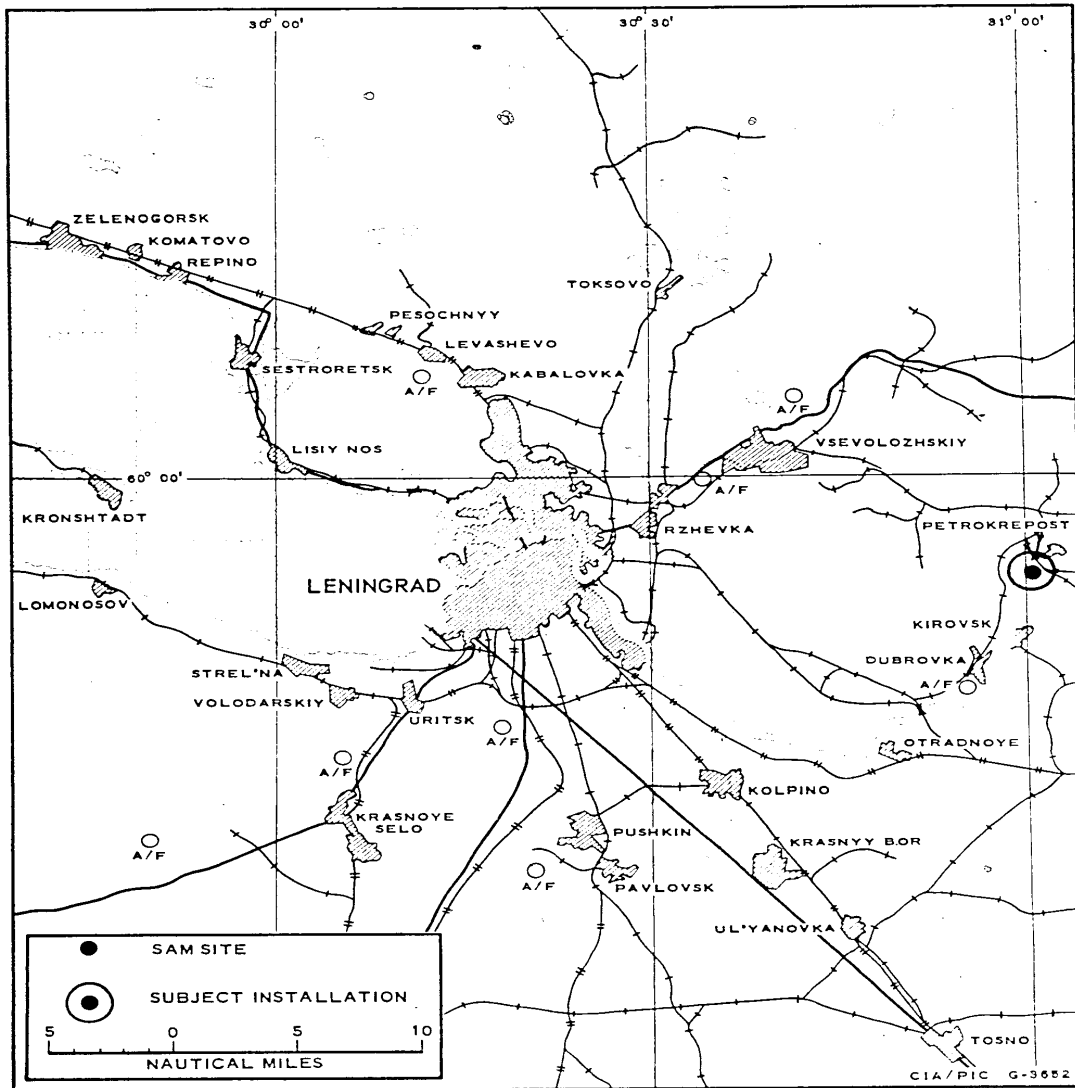 30° 00'
30° 30'
31° 00'
ZELENOGORSK
KOMATOVO
REPINO
TOKSOVO
PESOCHNYY
LEVASHEVO
SESTRORETSK
KABALOVKA
A/F
A/F
VSEVOLOZHSKIY
LISIY NOS
60° 00'
A/F
KRONSHTADT
PETROKREPOST
RZHEVKA
LENINGRAD
LOMONOSOV
KIROVSK
DUBROVKA
STREL'NA
A/F
VOLODARSKIY
URITSK
A/F
OTRADNOYE
A/F
KOLPINO
KRASNOYE
SELO
PUSHKIN
KRASNYY BOR
A/F
A/F
PAVLOVSK
UL'YANOVKA
SAM SITE
SUBJECT INSTALLATION
5 0 5 10
NAUTICAL MILES
TOSNO
CIA/PIC G-3652